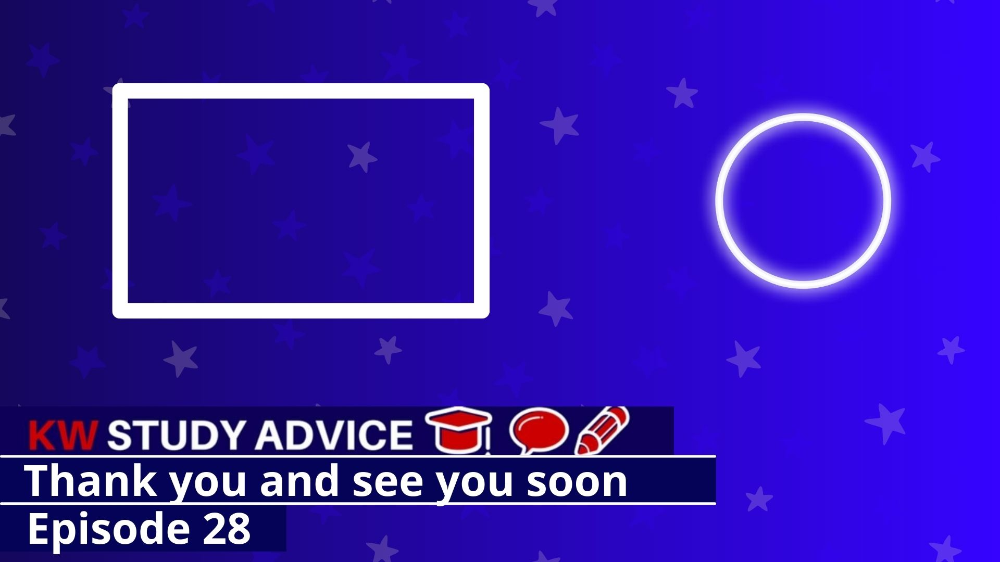 KW STUDY ADVICE
Thank you and see you soon
Episode 28